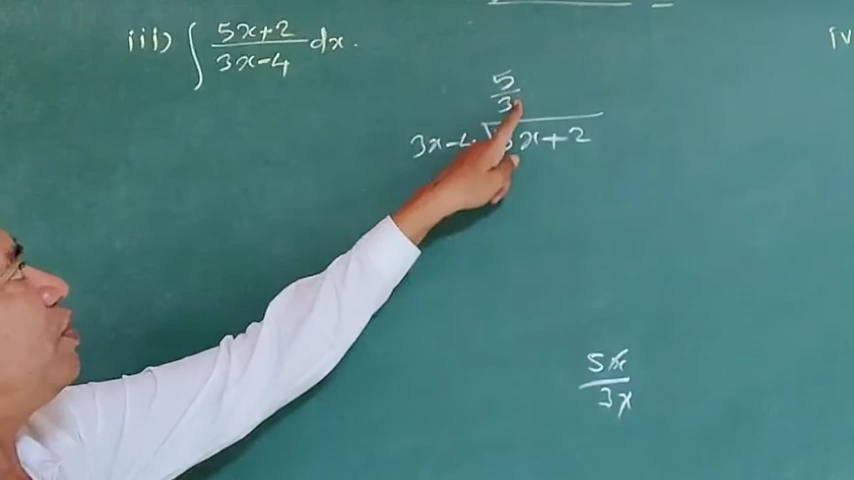 iii) ∫ 5x+2 / 3x-4 dx.
5/3
3x-4 √ 5x+2
5x / 3x